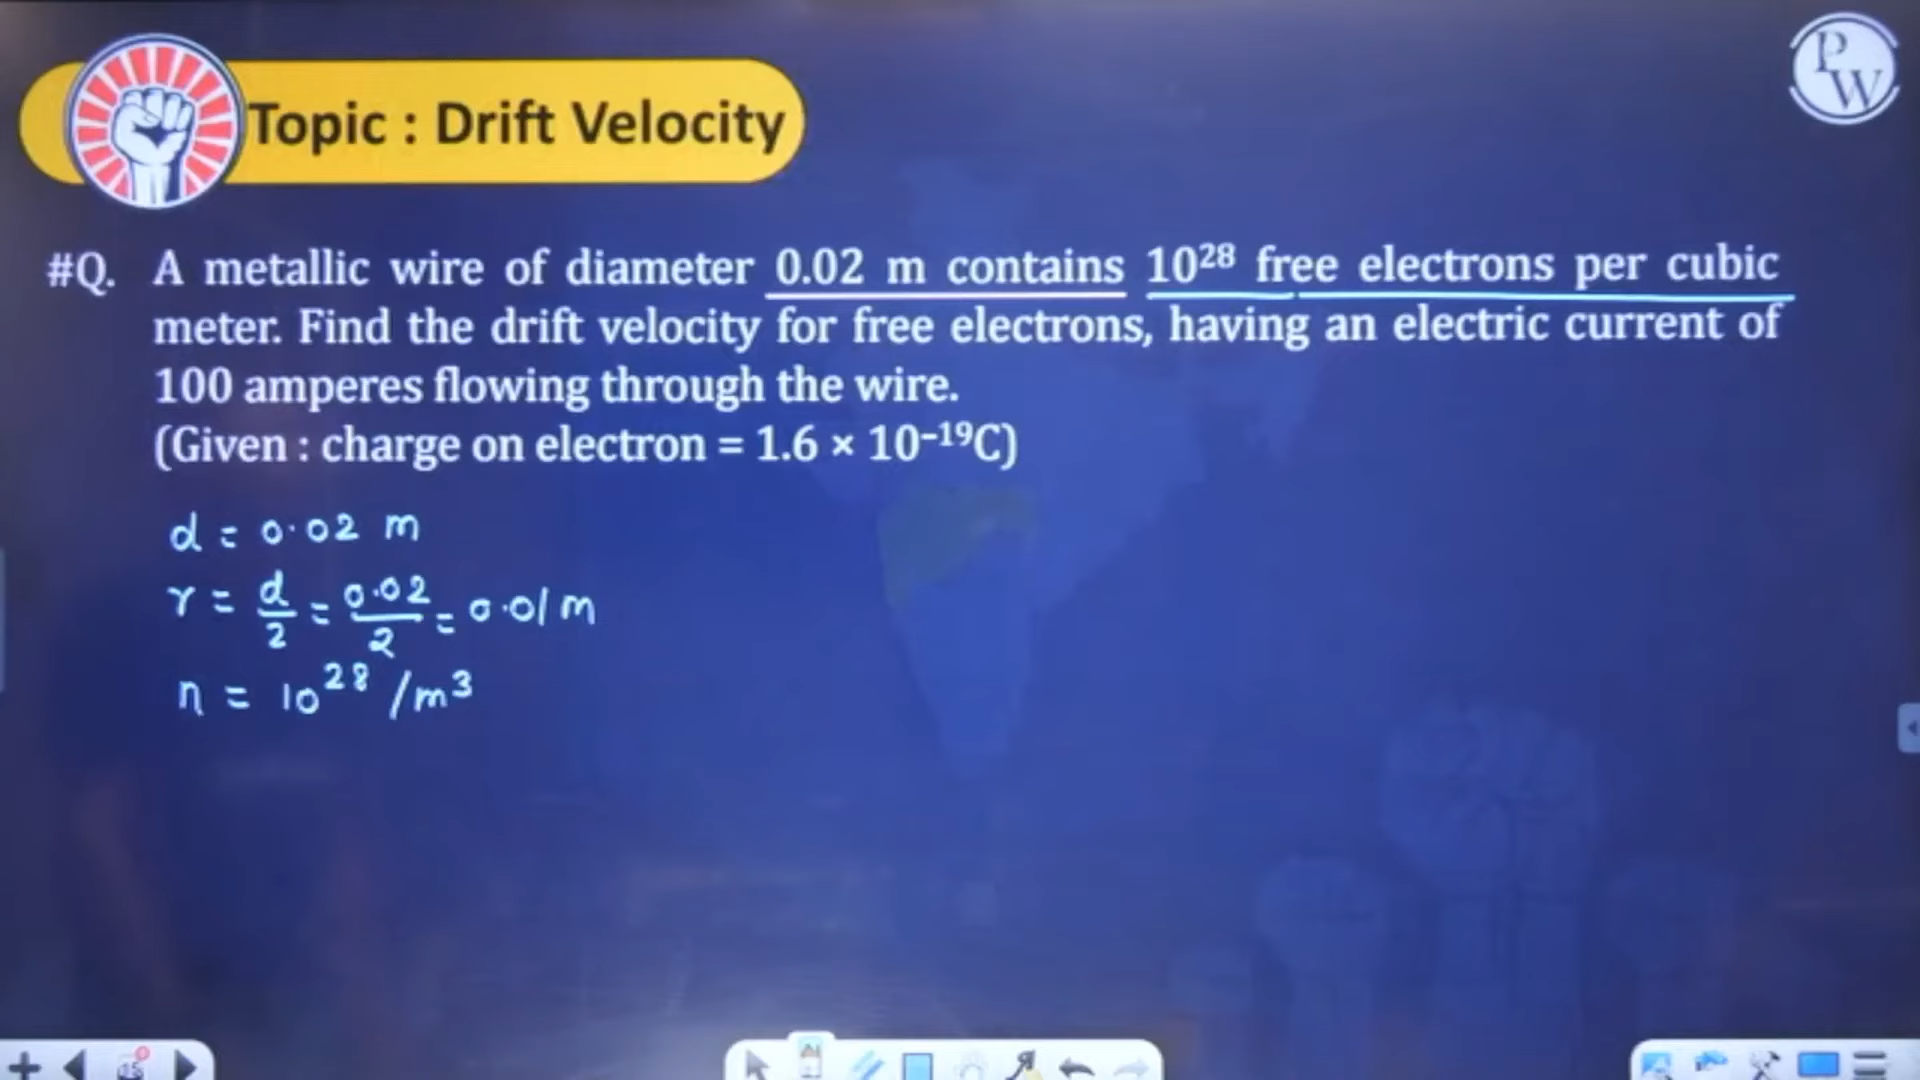 Topic : Drift Velocity
PW
#Q. A metallic wire of diameter 0.02 m contains 10²⁸ free electrons per cubic
meter. Find the drift velocity for free electrons, having an electric current of
100 amperes flowing through the wire.
(Given : charge on electron = 1.6 × 10⁻¹⁹C)
d = 0.02 m
r = d/2 = 0.02/2 = 0.01 m
n = 10²⁸ /m³